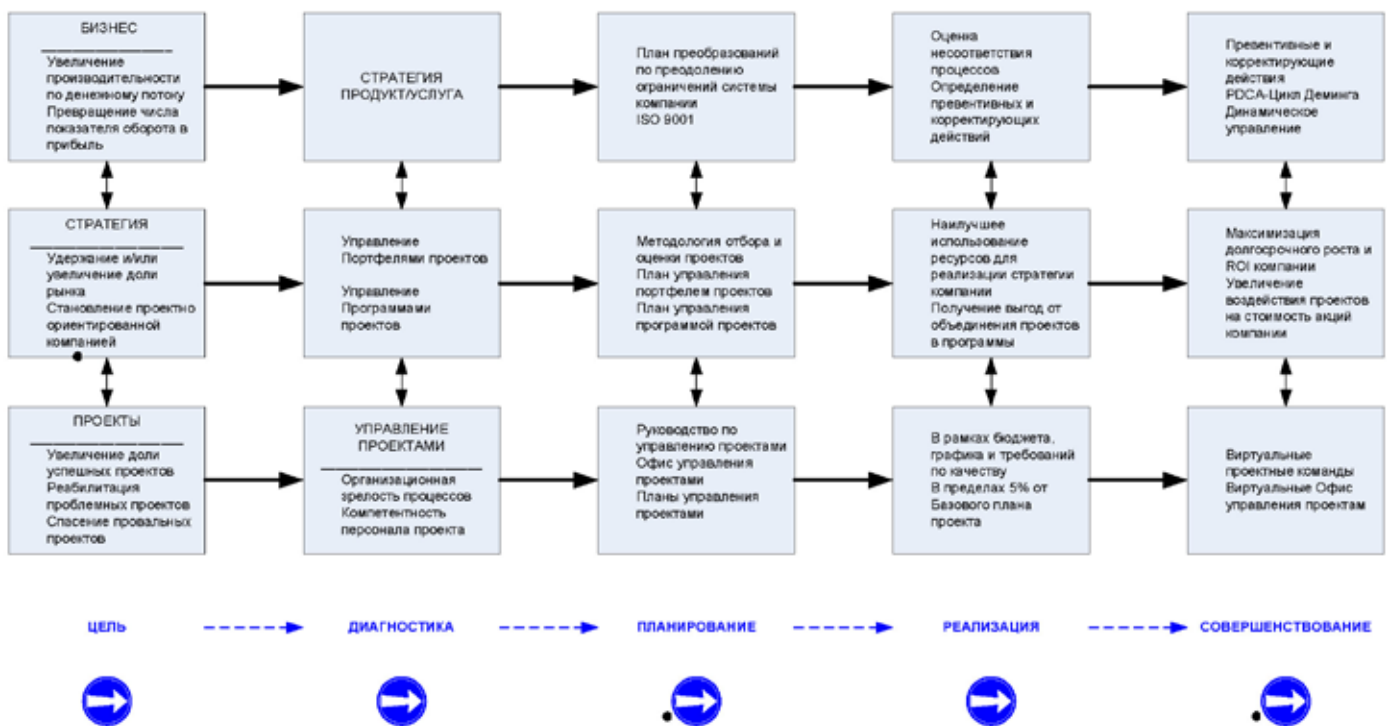 БИЗНЕС
Увеличение
производительности
по денежному потоку
Превращение числа
показателя оборота в
прибыль
СТРАТЕГИЯ
ПРОДУКТ/УСЛУГА
План преобразований
по преодолению
ограничений системы
компании
ISO 9001
Оценка
несоответствия
процессов
Определение
превентивных и
корректирующих
действий
Превентивные и
корректирующие
действия
PDCA-Цикл Деминга
Динамическое
управление
СТРАТЕГИЯ
Удержание и/или
увеличение доли
рынка
Становление проектно
ориентированной
компанией
Управление
Портфелями проектов
Управление
Программами
проектов
Методология отбора и
оценки проектов
План управления
портфелем проектов
План управления
программой проектов
Наилучшее
использование
ресурсов для
реализации стратегии
компании
Получение выгод от
объединения проектов
в программы
Максимизация
долгосрочного роста и
ROI компании
Увеличение
воздействия проектов
на стоимость акций
компании
ПРОЕКТЫ
Увеличение доли
успешных проектов
Реабилитация
проблемных проектов
Спасение провальных
проектов
УПРАВЛЕНИЕ
ПРОЕКТАМИ
Организационная
зрелость процессов
Компетентность
персонала проекта
Руководство по
управлению проектами
Офис управления
проектами
Планы управления
проектами
В рамках бюджета,
графика и требований
по качеству
В пределах 5% от
Базового плана
проекта
Виртуальные
проектные команды
Виртуальные Офис
управления проектам
ЦЕЛЬ
ДИАГНОСТИКА
ПЛАНИРОВАНИЕ
РЕАЛИЗАЦИЯ
СОВЕРШЕНСТВОВАНИЕ